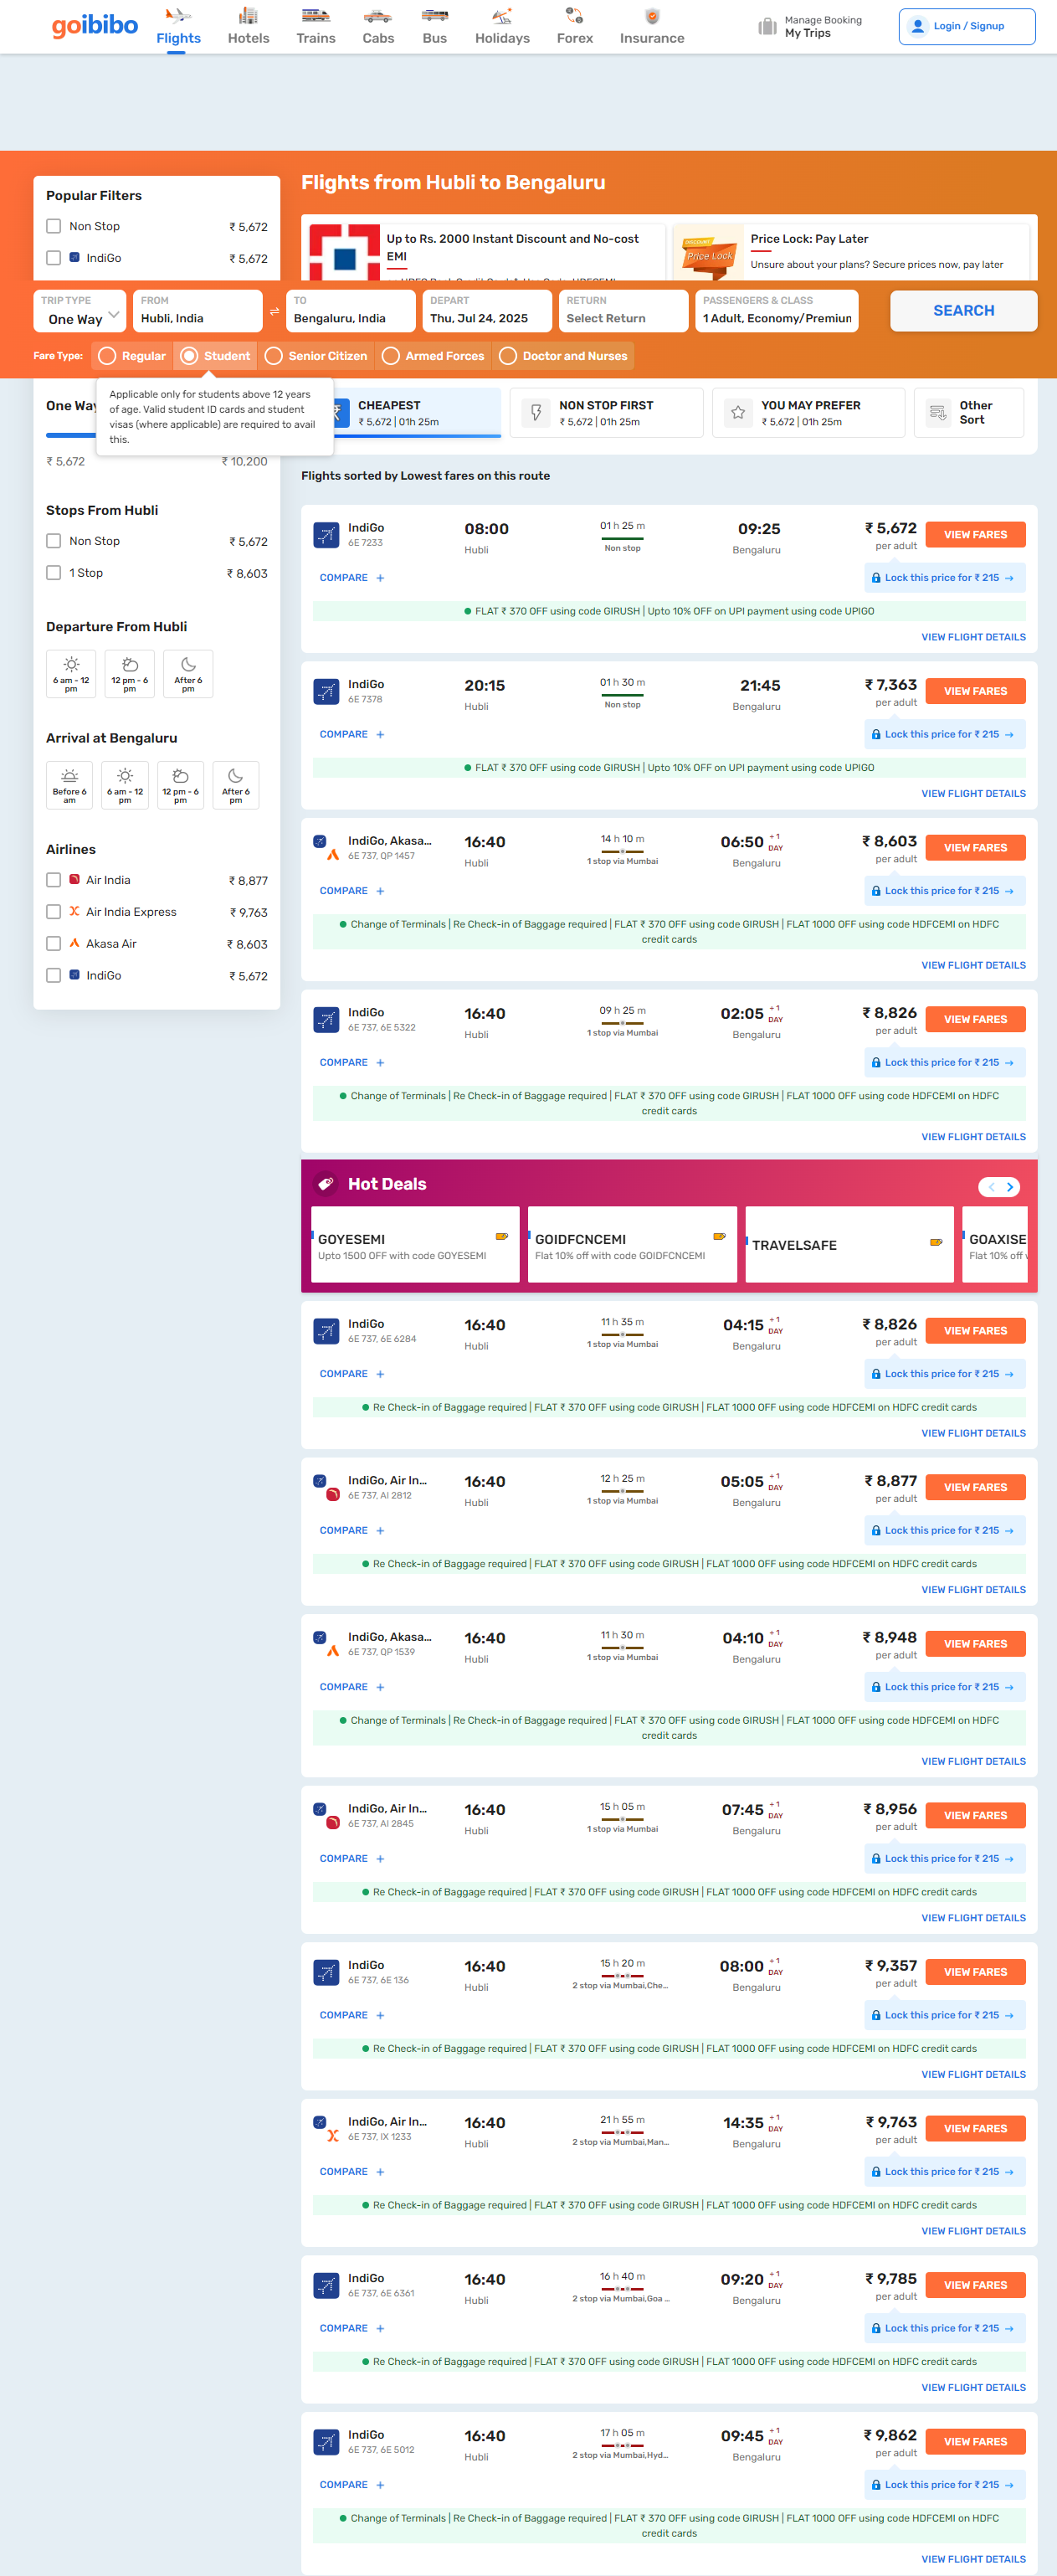 goibibo
Flights
Hotels
Trains
Cabs
Bus
Holidays
Forex
Insurance
Manage Booking
My Trips
Login / Signup
Popular Filters
Non Stop ₹ 5,672
IndiGo ₹ 5,672
Flights from Hubli to Bengaluru
Up to Rs. 2000 Instant Discount and No-cost
EMI
Price Lock
Price Lock: Pay Later
Unsure about your plans? Secure prices now, pay later
TRIP TYPE
One Way
FROM
Hubli, India
TO
Bengaluru, India
DEPART
Thu, Jul 24, 2025
RETURN
Select Return
PASSENGERS & CLASS
1 Adult, Economy/Premiun
SEARCH
Fare Type: Regular Student Senior Citizen Armed Forces Doctor and Nurses
Applicable only for students above 12 years
of age. Valid student ID cards and student
visas (where applicable) are required to avail
this.
One Way
₹ 5,672 ₹ 10,200
Stops From Hubli
Non Stop ₹ 5,672
1 Stop ₹ 8,603
Departure From Hubli
6 am - 12 pm
12 pm - 6 pm
After 6 pm
Arrival at Bengaluru
Before 6 am
6 am - 12 pm
12 pm - 6 pm
After 6 pm
Airlines
Air India ₹ 8,877
Air India Express ₹ 9,763
Akasa Air ₹ 8,603
IndiGo ₹ 5,672
CHEAPEST
₹ 5,672 | 01h 25m
NON STOP FIRST
₹ 5,672 | 01h 25m
YOU MAY PREFER
₹ 5,672 | 01h 25m
Other
Sort
Flights sorted by Lowest fares on this route
IndiGo 08:00 01 h 25 m 09:25 ₹ 5,672 VIEW FARES
6E 7233 Hubli Non stop Bengaluru per adult
COMPARE + Lock this price for ₹ 215 →
FLAT ₹ 370 OFF using code GIRUSH | Upto 10% OFF on UPI payment using code UPIGO
VIEW FLIGHT DETAILS
IndiGo 20:15 01 h 30 m 21:45 ₹ 7,363 VIEW FARES
6E 7378 Hubli Non stop Bengaluru per adult
COMPARE + Lock this price for ₹ 215 →
FLAT ₹ 370 OFF using code GIRUSH | Upto 10% OFF on UPI payment using code UPIGO
VIEW FLIGHT DETAILS
IndiGo, Akasa... 16:40 14 h 10 m 06:50 +1 DAY ₹ 8,603 VIEW FARES
6E 737, QP 1457 Hubli 1 stop via Mumbai Bengaluru per adult
COMPARE + Lock this price for ₹ 215 →
Change of Terminals | Re Check-in of Baggage required | FLAT ₹ 370 OFF using code GIRUSH | FLAT 1000 OFF using code HDFCEMI on HDFC
credit cards
VIEW FLIGHT DETAILS
IndiGo 16:40 09 h 25 m 02:05 +1 DAY ₹ 8,826 VIEW FARES
6E 737, 6E 5322 Hubli 1 stop via Mumbai Bengaluru per adult
COMPARE + Lock this price for ₹ 215 →
Change of Terminals | Re Check-in of Baggage required | FLAT ₹ 370 OFF using code GIRUSH | FLAT 1000 OFF using code HDFCEMI on HDFC
credit cards
VIEW FLIGHT DETAILS
Hot Deals
GOYESEMI
Upto 1500 OFF with code GOYESEMI
GOIDFCNCEMI
Flat 10% off with code GOIDFCNCEMI
TRAVELSAFE
GOAXISE
Flat 10% off
IndiGo 16:40 11 h 35 m 04:15 +1 DAY ₹ 8,826 VIEW FARES
6E 737, 6E 6284 Hubli 1 stop via Mumbai Bengaluru per adult
COMPARE + Lock this price for ₹ 215 →
Re Check-in of Baggage required | FLAT ₹ 370 OFF using code GIRUSH | FLAT 1000 OFF using code HDFCEMI on HDFC credit cards
VIEW FLIGHT DETAILS
IndiGo, Air In... 16:40 12 h 25 m 05:05 +1 DAY ₹ 8,877 VIEW FARES
6E 737, AI 2812 Hubli 1 stop via Mumbai Bengaluru per adult
COMPARE + Lock this price for ₹ 215 →
Re Check-in of Baggage required | FLAT ₹ 370 OFF using code GIRUSH | FLAT 1000 OFF using code HDFCEMI on HDFC credit cards
VIEW FLIGHT DETAILS
IndiGo, Akasa... 16:40 11 h 30 m 04:10 +1 DAY ₹ 8,948 VIEW FARES
6E 737, QP 1539 Hubli 1 stop via Mumbai Bengaluru per adult
COMPARE + Lock this price for ₹ 215 →
Change of Terminals | Re Check-in of Baggage required | FLAT ₹ 370 OFF using code GIRUSH | FLAT 1000 OFF using code HDFCEMI on HDFC
credit cards
VIEW FLIGHT DETAILS
IndiGo, Air In... 16:40 15 h 05 m 07:45 +1 DAY ₹ 8,956 VIEW FARES
6E 737, AI 2845 Hubli 1 stop via Mumbai Bengaluru per adult
COMPARE + Lock this price for ₹ 215 →
Re Check-in of Baggage required | FLAT ₹ 370 OFF using code GIRUSH | FLAT 1000 OFF using code HDFCEMI on HDFC credit cards
VIEW FLIGHT DETAILS
IndiGo 16:40 15 h 20 m 08:00 +1 DAY ₹ 9,357 VIEW FARES
6E 737, 6E 136 Hubli 2 stop via Mumbai,Che... Bengaluru per adult
COMPARE + Lock this price for ₹ 215 →
Re Check-in of Baggage required | FLAT ₹ 370 OFF using code GIRUSH | FLAT 1000 OFF using code HDFCEMI on HDFC credit cards
VIEW FLIGHT DETAILS
IndiGo, Air In... 16:40 21 h 55 m 14:35 +1 DAY ₹ 9,763 VIEW FARES
6E 737, IX 1233 Hubli 2 stop via Mumbai,Man... Bengaluru per adult
COMPARE + Lock this price for ₹ 215 →
Re Check-in of Baggage required | FLAT ₹ 370 OFF using code GIRUSH | FLAT 1000 OFF using code HDFCEMI on HDFC credit cards
VIEW FLIGHT DETAILS
IndiGo 16:40 16 h 40 m 09:20 +1 DAY ₹ 9,785 VIEW FARES
6E 737, 6E 6361 Hubli 2 stop via Mumbai,Goa ... Bengaluru per adult
COMPARE + Lock this price for ₹ 215 →
Re Check-in of Baggage required | FLAT ₹ 370 OFF using code GIRUSH | FLAT 1000 OFF using code HDFCEMI on HDFC credit cards
VIEW FLIGHT DETAILS
IndiGo 16:40 17 h 05 m 09:45 +1 DAY ₹ 9,862 VIEW FARES
6E 737, 6E 5012 Hubli 2 stop via Mumbai,Hyd... Bengaluru per adult
COMPARE + Lock this price for ₹ 215 →
Change of Terminals | Re Check-in of Baggage required | FLAT ₹ 370 OFF using code GIRUSH | FLAT 1000 OFF using code HDFCEMI on HDFC
credit cards
VIEW FLIGHT DETAILS